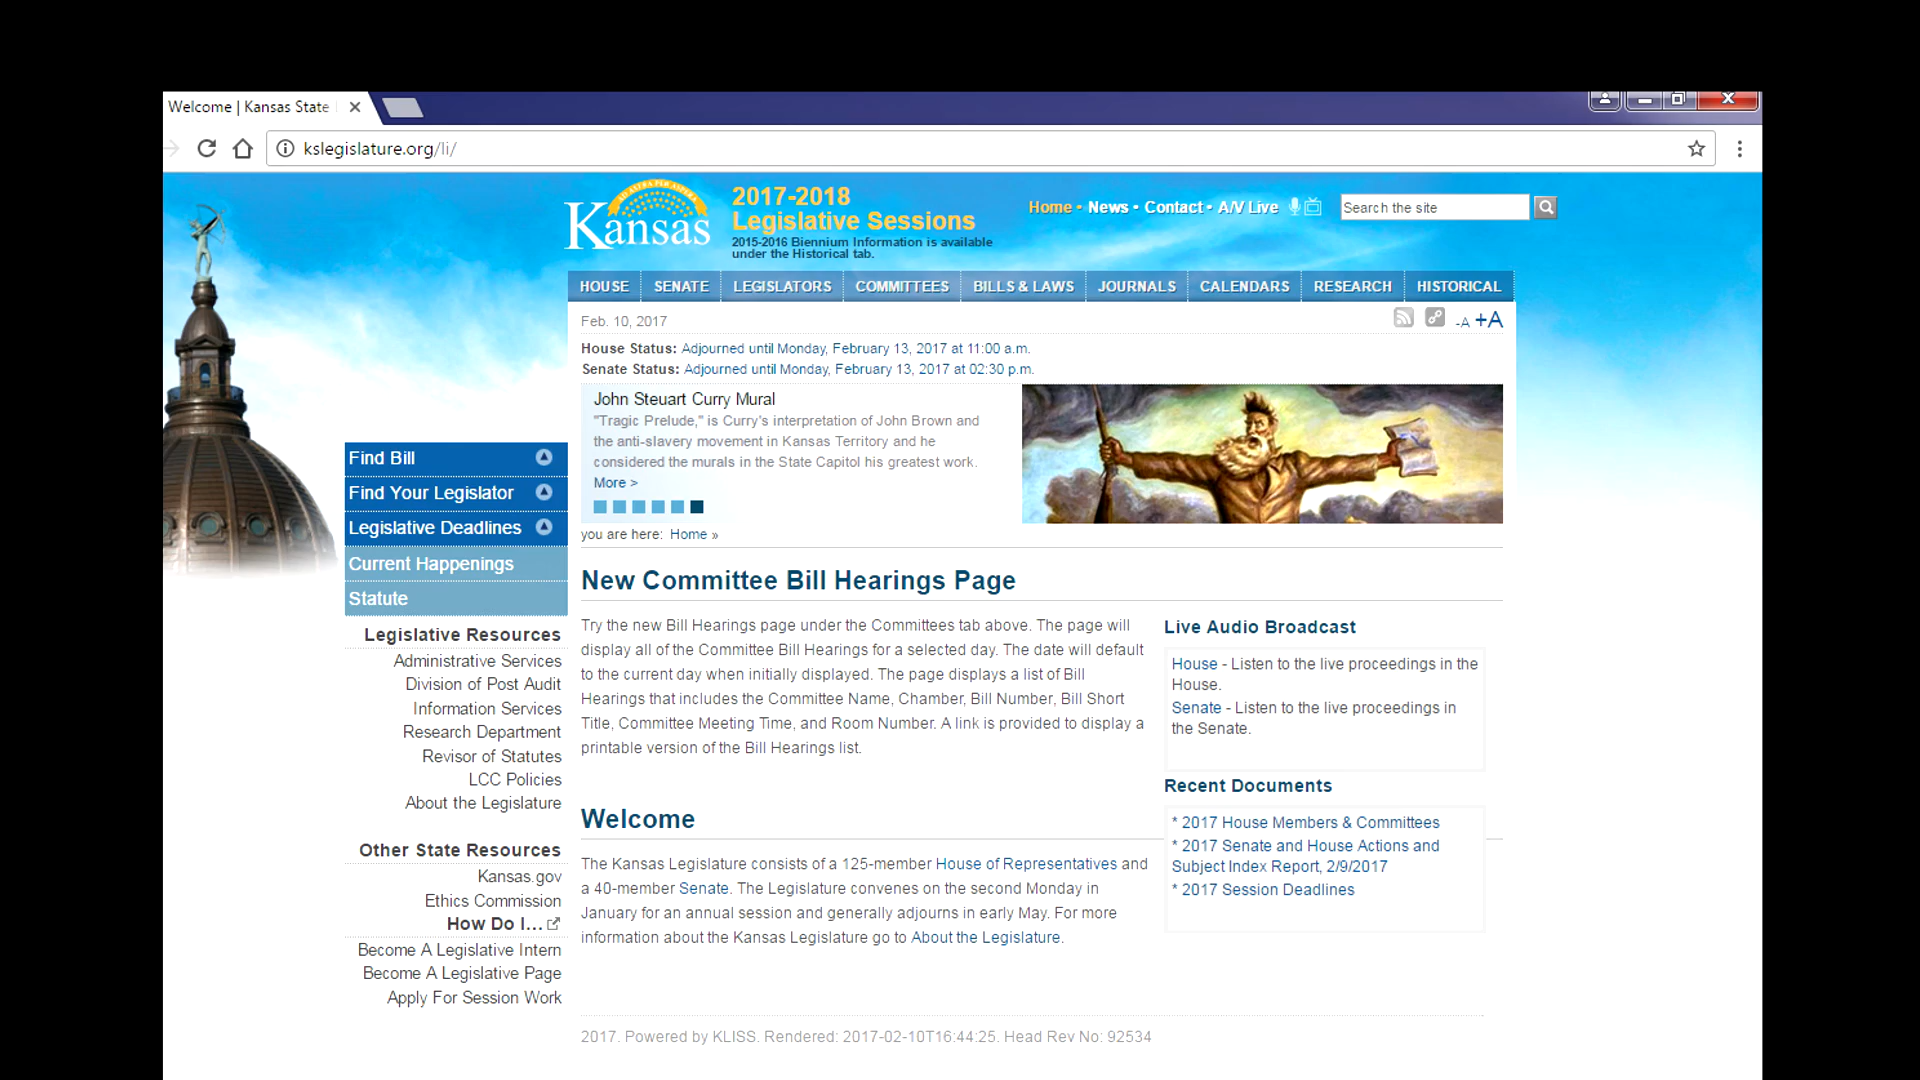 Welcome | Kansas State
kslegislature.org/li/
AD ASTRA PER ASPERA
Kansas
2017-2018
Legislative Sessions
2015-2016 Biennium Information is available
under the Historical tab.
Home • News • Contact • A/V Live
Search the site
HOUSE SENATE LEGISLATORS COMMITTEES BILLS & LAWS JOURNALS CALENDARS RESEARCH HISTORICAL
Feb. 10, 2017
-A +A
House Status: Adjourned until Monday, February 13, 2017 at 11:00 a.m.
Senate Status: Adjourned until Monday, February 13, 2017 at 02:30 p.m.
John Steuart Curry Mural
"Tragic Prelude," is Curry's interpretation of John Brown and
the anti-slavery movement in Kansas Territory and he
considered the murals in the State Capitol his greatest work.
More >
you are here: Home »
Find Bill
Find Your Legislator
Legislative Deadlines
Current Happenings
Statute
Legislative Resources
Administrative Services
Division of Post Audit
Information Services
Research Department
Revisor of Statutes
LCC Policies
About the Legislature
Other State Resources
Kansas.gov
Ethics Commission
How Do I...
Become A Legislative Intern
Become A Legislative Page
Apply For Session Work
New Committee Bill Hearings Page
Try the new Bill Hearings page under the Committees tab above. The page will
display all of the Committee Bill Hearings for a selected day. The date will default
to the current day when initially displayed. The page displays a list of Bill
Hearings that includes the Committee Name, Chamber, Bill Number, Bill Short
Title, Committee Meeting Time, and Room Number. A link is provided to display a
printable version of the Bill Hearings list.
Welcome
The Kansas Legislature consists of a 125-member House of Representatives and
a 40-member Senate. The Legislature convenes on the second Monday in
January for an annual session and generally adjourns in early May. For more
information about the Kansas Legislature go to About the Legislature.
Live Audio Broadcast
House - Listen to the live proceedings in the
House.
Senate - Listen to the live proceedings in
the Senate.
Recent Documents
* 2017 House Members & Committees
* 2017 Senate and House Actions and
Subject Index Report, 2/9/2017
* 2017 Session Deadlines
2017. Powered by KLISS. Rendered: 2017-02-10T16:44:25. Head Rev No: 92534